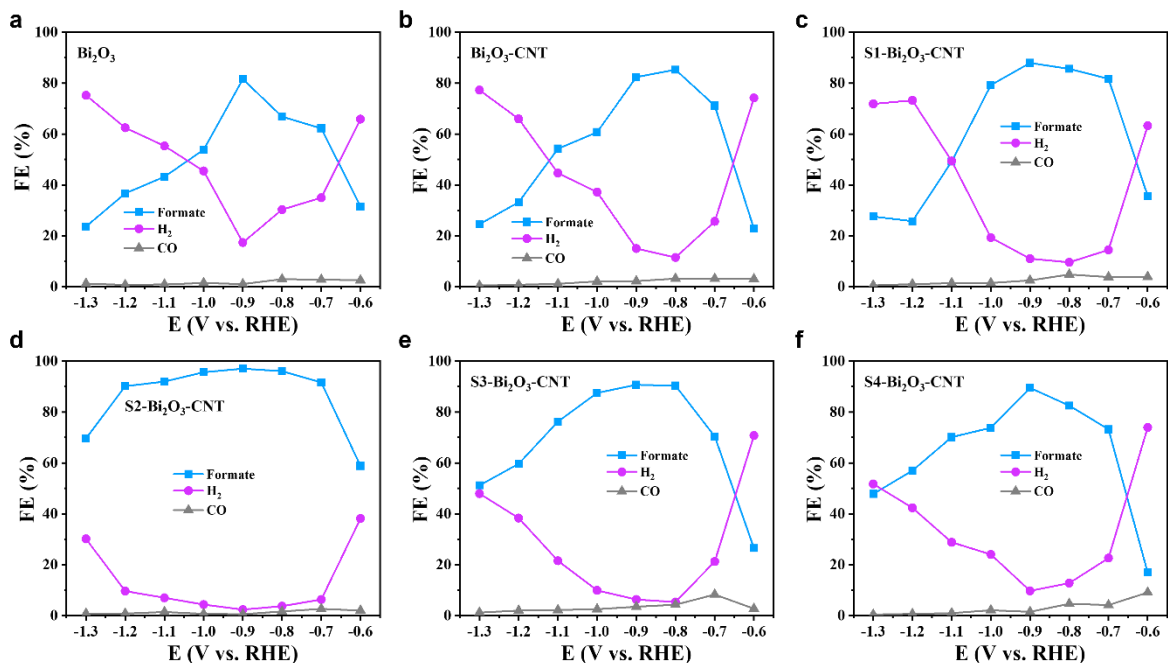 a
Bi₂O₃
FE (%)
100
80
60
40
20
0
Formate
H₂
CO
-1.3 -1.2 -1.1 -1.0 -0.9 -0.8 -0.7 -0.6
E (V vs. RHE)
b
Bi₂O₃-CNT
FE (%)
100
80
60
40
20
0
Formate
H₂
CO
-1.3 -1.2 -1.1 -1.0 -0.9 -0.8 -0.7 -0.6
E (V vs. RHE)
c
S1-Bi₂O₃-CNT
FE (%)
100
80
60
40
20
0
Formate
H₂
CO
-1.3 -1.2 -1.1 -1.0 -0.9 -0.8 -0.7 -0.6
E (V vs. RHE)
d
S2-Bi₂O₃-CNT
FE (%)
100
80
60
40
20
0
Formate
H₂
CO
-1.3 -1.2 -1.1 -1.0 -0.9 -0.8 -0.7 -0.6
E (V vs. RHE)
e
S3-Bi₂O₃-CNT
FE (%)
100
80
60
40
20
0
Formate
H₂
CO
-1.3 -1.2 -1.1 -1.0 -0.9 -0.8 -0.7 -0.6
E (V vs. RHE)
f
S4-Bi₂O₃-CNT
FE (%)
100
80
60
40
20
0
Formate
H₂
CO
-1.3 -1.2 -1.1 -1.0 -0.9 -0.8 -0.7 -0.6
E (V vs. RHE)